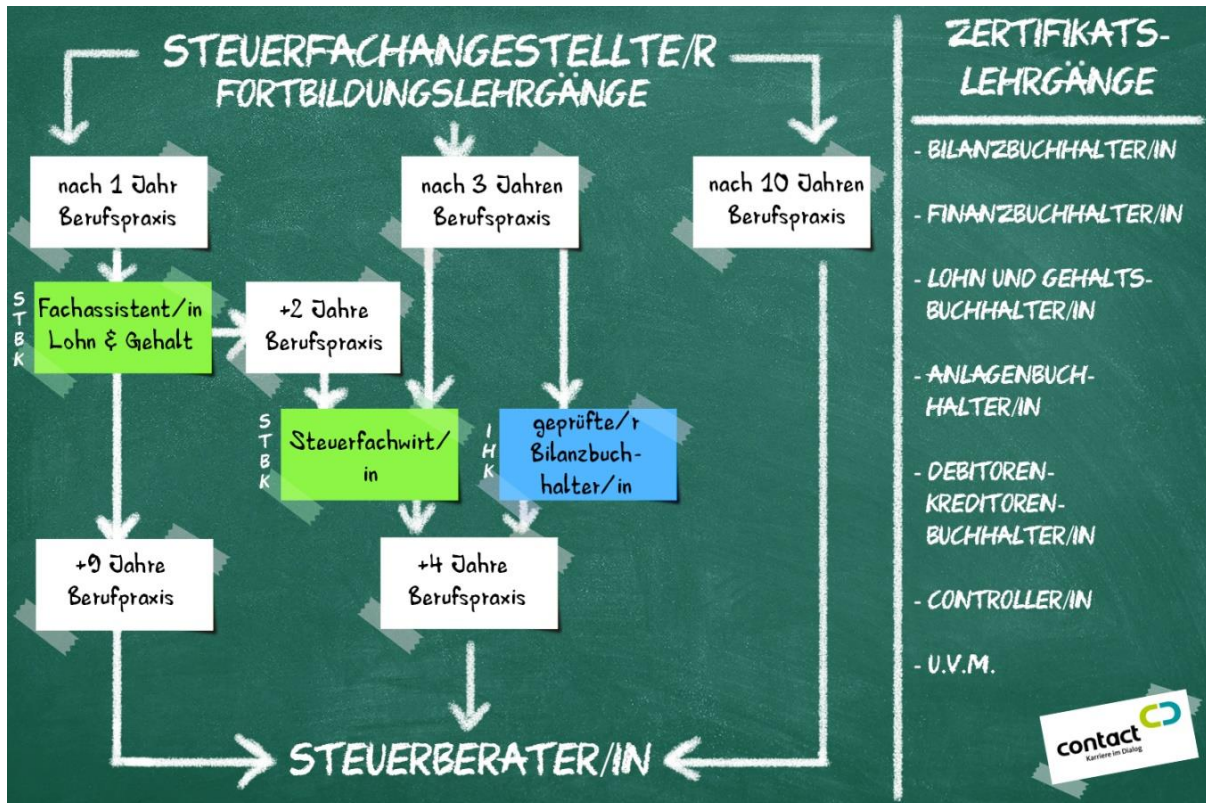 STEUERFACHANGESTELLTE/R
FORTBILDUNGSLEHRGÄNGE
nach 1 Jahr
Berufspraxis
nach 3 Jahren
Berufspraxis
nach 10 Jahren
Berufspraxis
STBK
Fachassistent/in
Lohn & Gehalt
+2 Jahre
Berufspraxis
STBK
Steuerfachwirt/
in
IHK
geprüfte/r
Bilanzbuch-
halter/in
+9 Jahre
Berufpraxis
+4 Jahre
Berufspraxis
STEUERBERATER/IN
ZERTIFIKATS-
LEHRGÄNGE
- BILANZBUCHHALTER/IN
- FINANZBUCHHALTER/IN
- LOHN UND GEHALTS-
BUCHHALTER/IN
- ANLAGENBUCH-
HALTER/IN
- DEBITOREN-
KREDITOREN-
BUCHHALTER/IN
- CONTROLLER/IN
- U.V.M.
contact
Karriere im Dialog